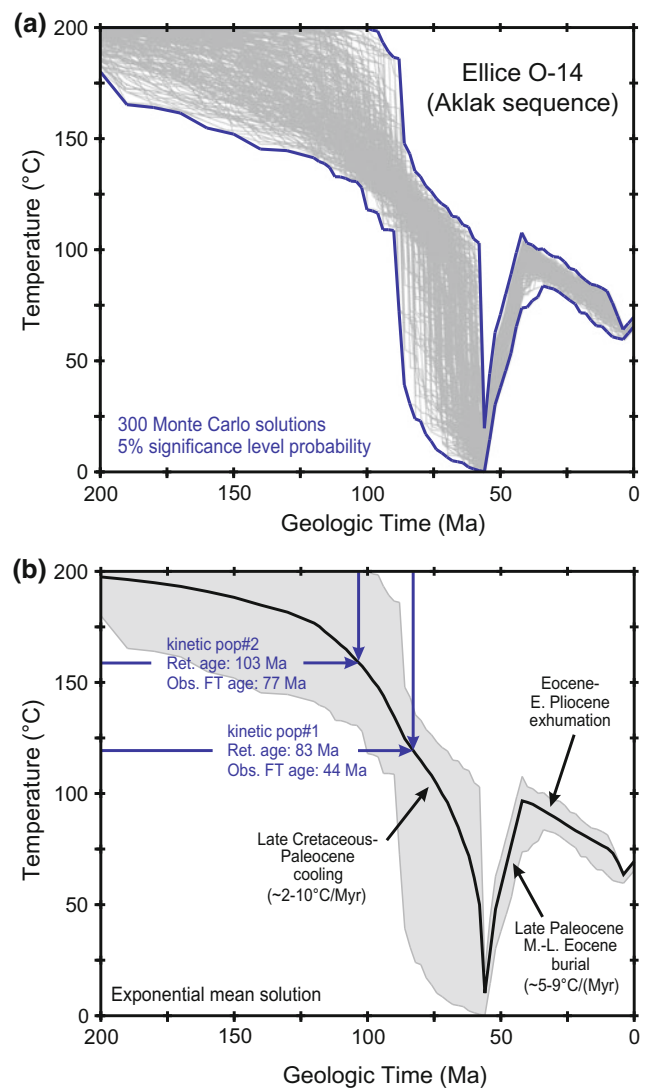 (a)
200
150
100
50
0
Temperature (°C)
Ellice O-14
(Aklak sequence)
300 Monte Carlo solutions
5% significance level probability
200 150 100 50 0
Geologic Time (Ma)
(b)
200
150
100
50
0
Temperature (°C)
kinetic pop#2
Ret. age: 103 Ma
Obs. FT age: 77 Ma
kinetic pop#1
Ret. age: 83 Ma
Obs. FT age: 44 Ma
Eocene-
E. Pliocene
exhumation
Late Cretaceous-
Paleocene
cooling
(~2-10°C/Myr)
Late Paleocene
M.-L. Eocene
burial
(~5-9°C/(Myr)
Exponential mean solution
200 150 100 50 0
Geologic Time (Ma)